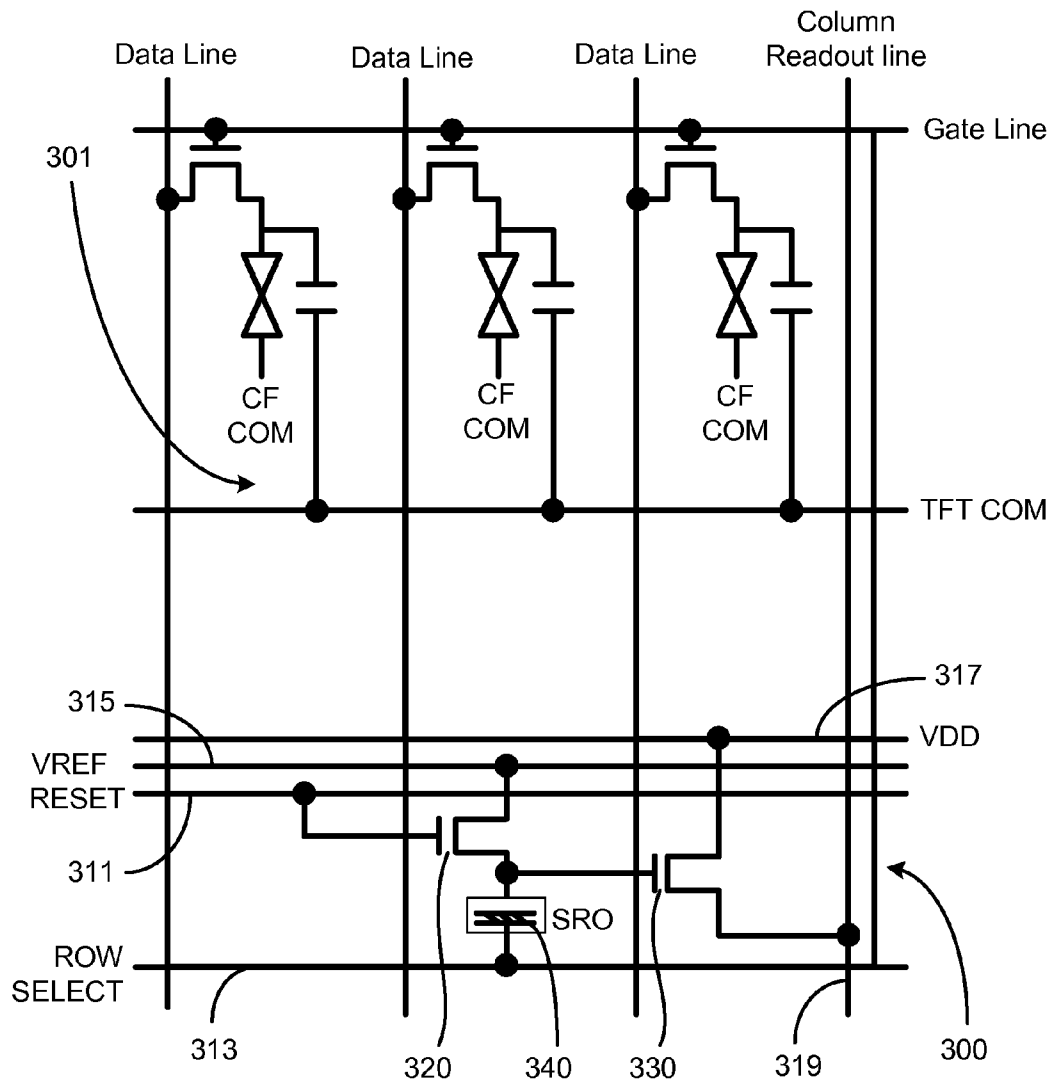 Column
Readout line
Data Line
Data Line
Data Line
Gate Line
301
CF
COM
CF
COM
CF
COM
TFT COM
317
315
VDD
VREF
RESET
311
SRO
ROW
SELECT
313
320
340
330
319
300